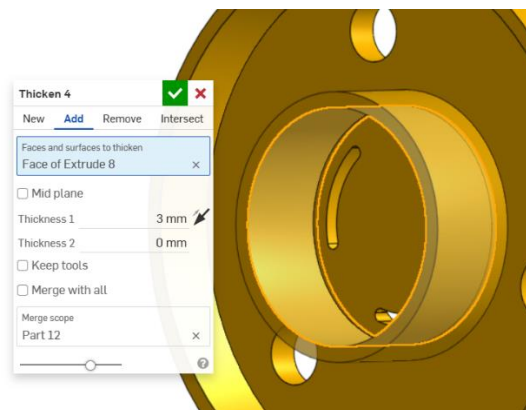 Thicken 4
New Add Remove Intersect
Faces and surfaces to thicken
Face of Extrude 8
Mid plane
Thickness 1 3 mm
Thickness 2 0 mm
Keep tools
Merge with all
Merge scope
Part 12